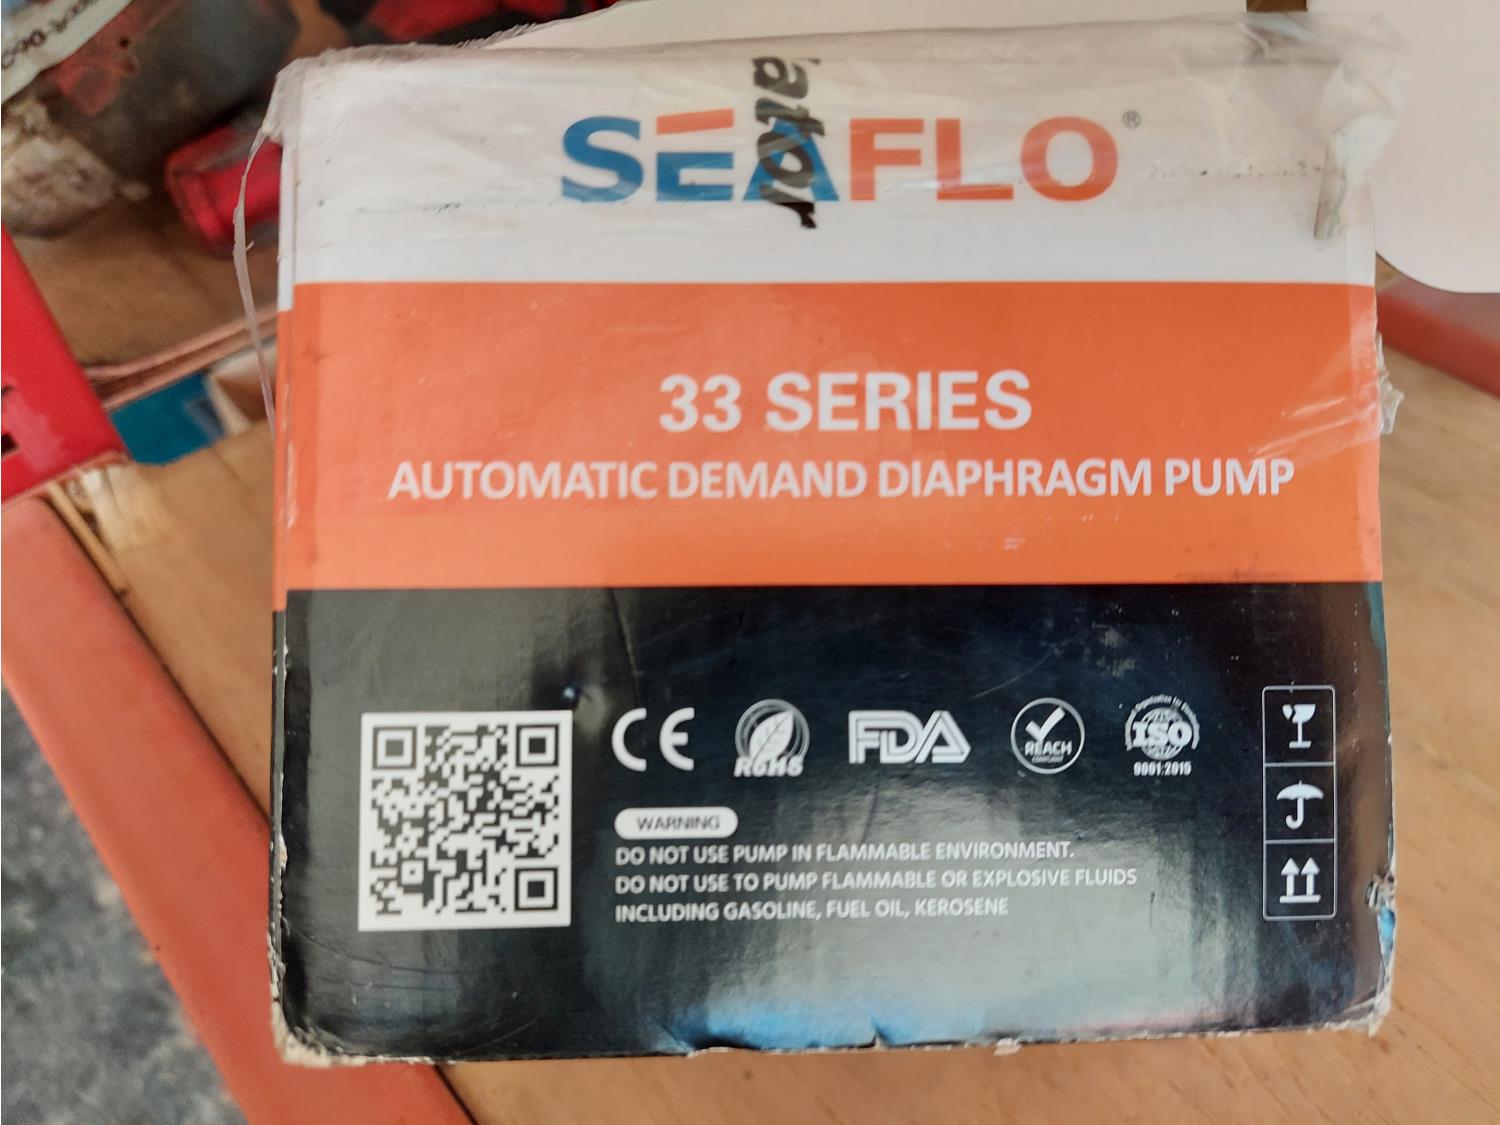 SEAFLO®
33 SERIES
AUTOMATIC DEMAND DIAPHRAGM PUMP
CE
RoHS
FDA
REACH
COMPLIANT
ISO
9001:2015
WARNING
DO NOT USE PUMP IN FLAMMABLE ENVIRONMENT.
DO NOT USE TO PUMP FLAMMABLE OR EXPLOSIVE FLUIDS
INCLUDING GASOLINE, FUEL OIL, KEROSENE